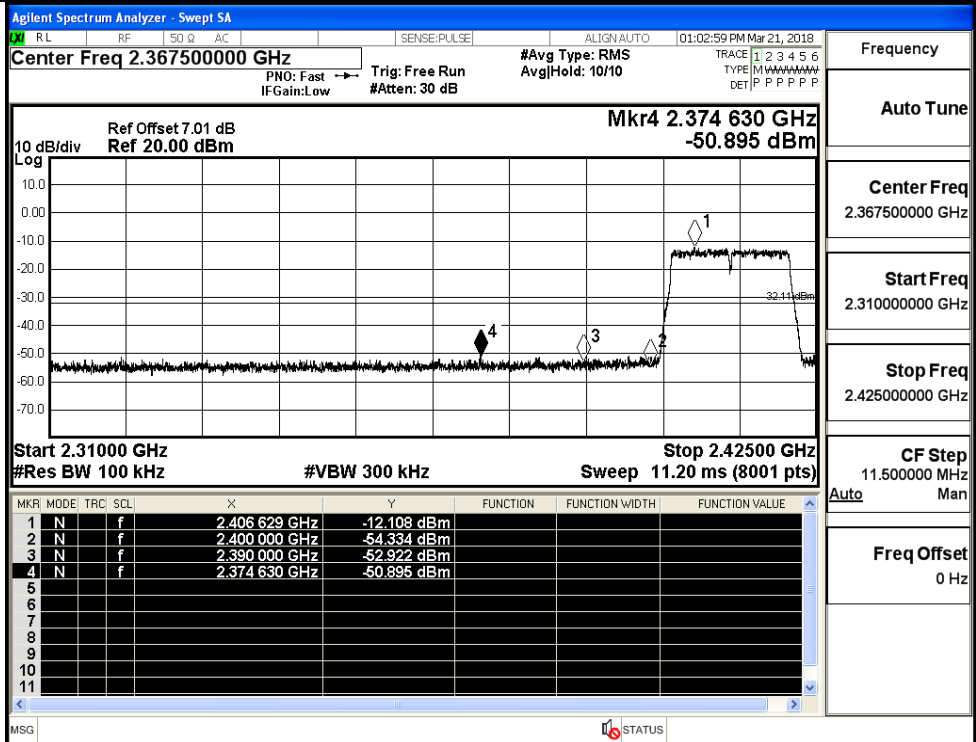 Agilent Spectrum Analyzer - Swept SA
LXI RL RF 50 Ω AC SENSE:PULSE ALIGN AUTO 01:02:59 PM Mar 21, 2018
Center Freq 2.367500000 GHz
PNO: Fast
IFGain:Low
Trig: Free Run
#Atten: 30 dB
#Avg Type: RMS
Avg|Hold: 10/10
TRACE 1 2 3 4 5 6
TYPE M WWWWW
DET P P P P P P
Ref Offset 7.01 dB
10 dB/div Ref 20.00 dBm
Log
Mkr4 2.374 630 GHz
-50.895 dBm
10.0
0.00
-10.0
-20.0
-30.0
-40.0
-50.0
-60.0
-70.0
1
32.11 dBm
4
3
2
Start 2.31000 GHz Stop 2.42500 GHz
#Res BW 100 kHz #VBW 300 kHz Sweep 11.20 ms (8001 pts)
MKR MODE TRC SCL X Y FUNCTION FUNCTION WIDTH FUNCTION VALUE
1 N f 2.406 629 GHz -12.108 dBm
2 N f 2.400 000 GHz -54.334 dBm
3 N f 2.390 000 GHz -52.922 dBm
4 N f 2.374 630 GHz -50.895 dBm
5
6
7
8
9
10
11
MSG STATUS
Frequency
Auto Tune
Center Freq
2.367500000 GHz
Start Freq
2.310000000 GHz
Stop Freq
2.425000000 GHz
CF Step
11.500000 MHz
Auto Man
Freq Offset
0 Hz